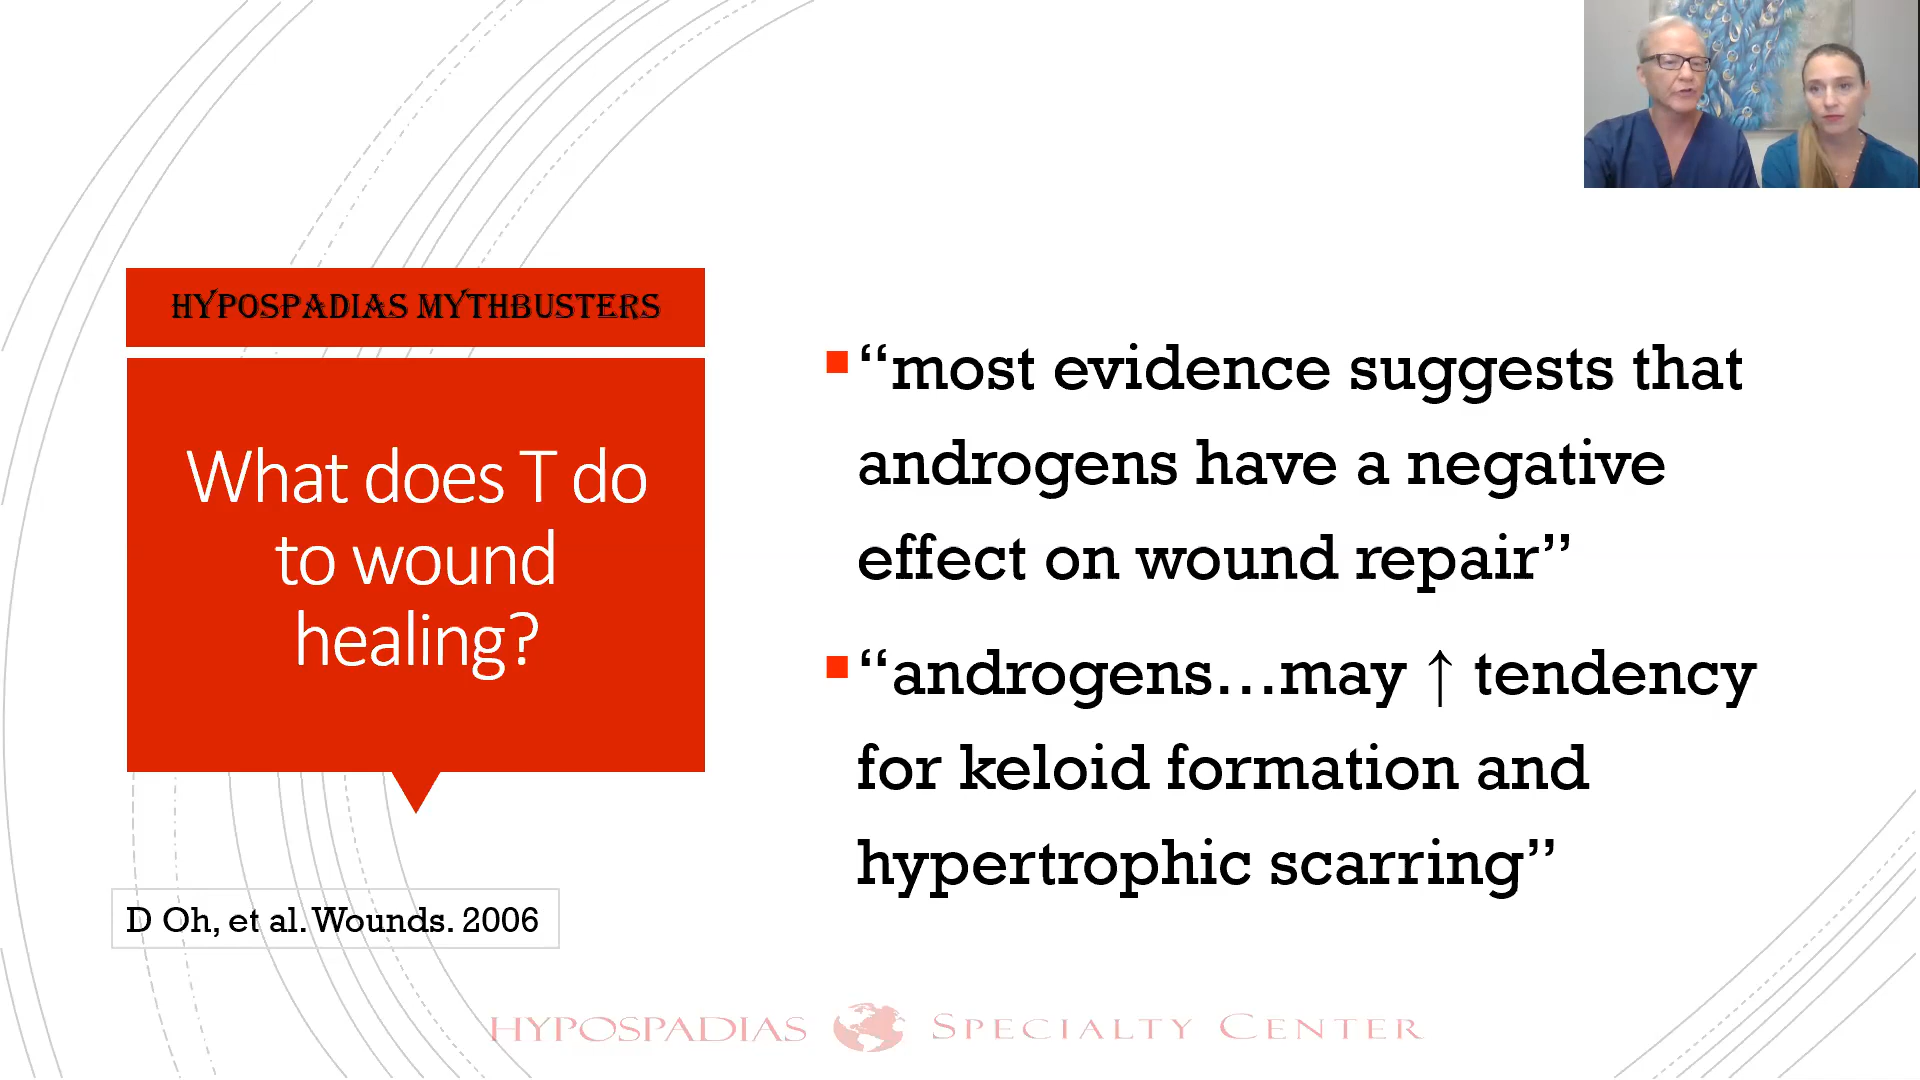 HYPOSPADIAS MYTHBUSTERS
What does T do
to wound
healing?
D Oh, et al. Wounds. 2006
“most evidence suggests that
androgens have a negative
effect on wound repair”
“androgens…may ↑ tendency
for keloid formation and
hypertrophic scarring”
HYPOSPADIAS SPECIALTY CENTER